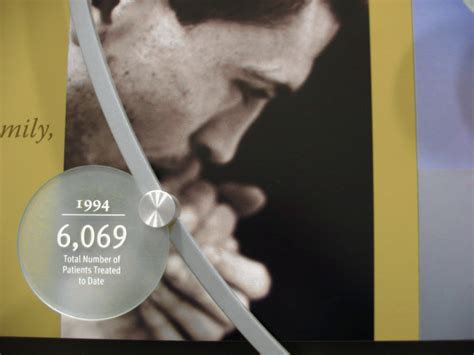 mily,
1994
6,069
Total Number of
Patients Treated
to Date